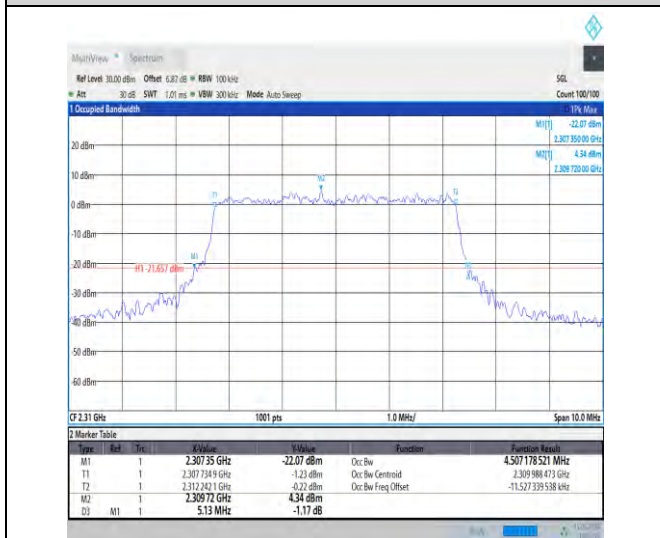 MultiView Spectrum
Ref Level 30.00 dBm Offset 6.87 dB RBW 100 kHz SGL
Att 30 dB SWT 1.01 ms VBW 300 kHz Mode Auto Sweep Count 100/100
1 Occupied Bandwidth 1Pk Max
M1[1] -22.07 dBm
2.307 350 00 GHz
M2[1] 4.34 dBm
2.309 720 00 GHz
20 dBm
10 dBm
M2
T1 T2
0 dBm
-10 dBm
M1
-20 dBm
H1 -21.657 dBm
-30 dBm
-40 dBm
-50 dBm
-60 dBm
CF 2.31 GHz 1001 pts 1.0 MHz/ Span 10.0 MHz
2 Marker Table
Type Ref Trc X-Value Y-Value Function Function Result
M1 1 2.307 35 GHz -22.07 dBm Occ Bw 4.507 178 521 MHz
T1 1 2.307 734 9 GHz -1.23 dBm Occ Bw Centroid 2.309 988 473 GHz
T2 1 2.312 242 1 GHz -0.22 dBm Occ Bw Freq Offset -11.527 339 538 kHz
M2 1 2.309 72 GHz 4.34 dBm
D3 M1 1 5.13 MHz -1.17 dB